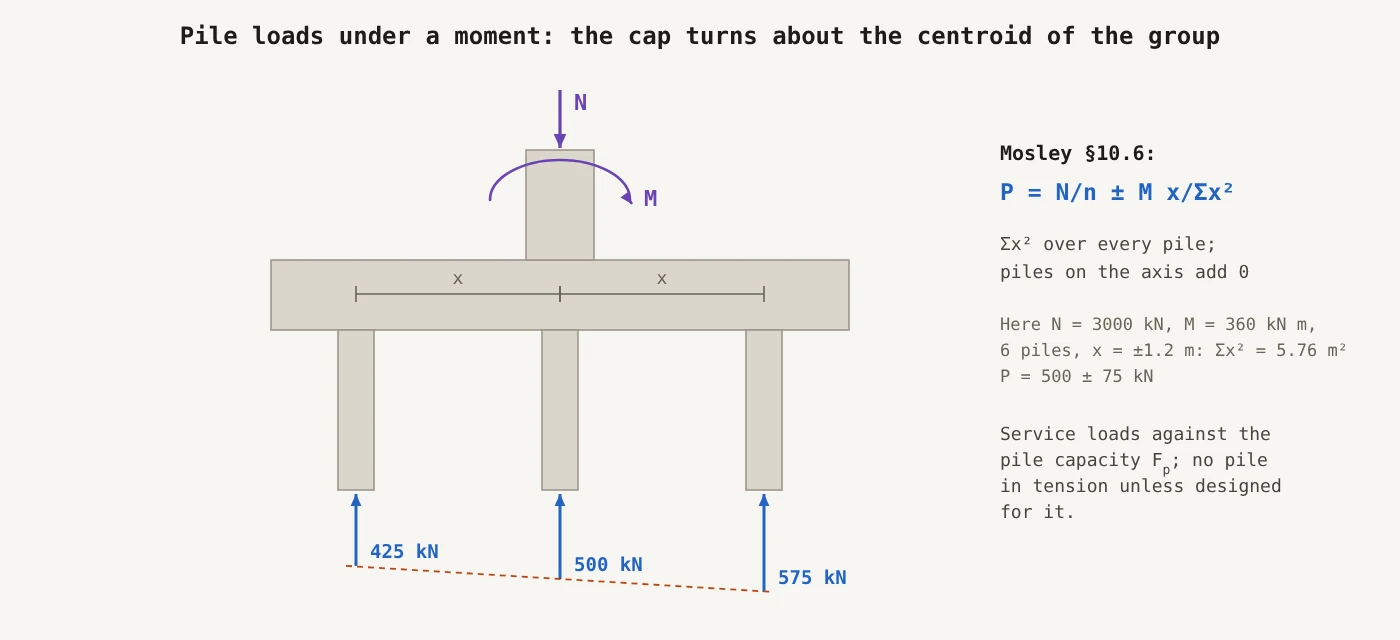 Pile loads under a moment: the cap turns about the centroid of the group
N
M
x
x
425 kN
500 kN
575 kN
Mosley §10.6:
P = N/n ± M x/Σx²
Σx² over every pile;
piles on the axis add 0
Here N = 3000 kN, M = 360 kN m,
6 piles, x = ±1.2 m: Σx² = 5.76 m²
P = 500 ± 75 kN
Service loads against the
pile capacity Fp; no pile
in tension unless designed
for it.